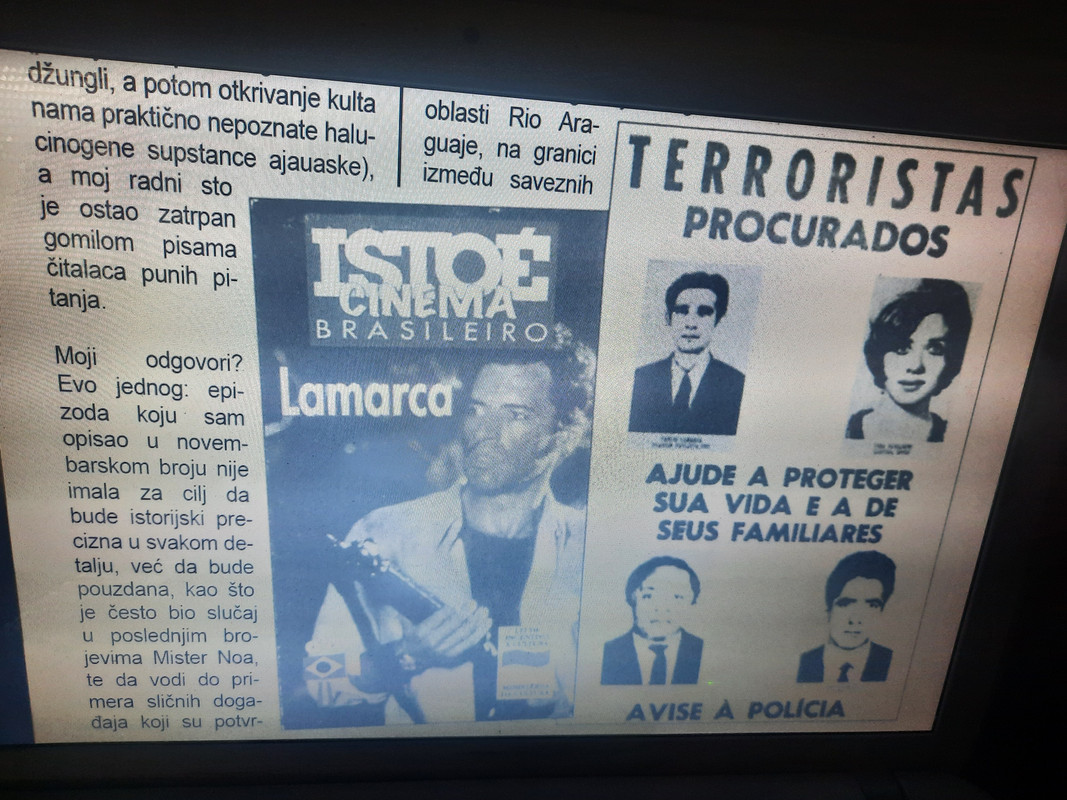 džungli, a potom otkrivanje kulta
nama praktično nepoznate halu-
cinogene supstance ajauaske),
a moj radni sto
je ostao zatrpan
gomilom pisama
čitalaca punih pi-
tanja.
Moji odgovori?
Evo jednog: epi-
zoda koju sam
opisao u novem-
barskom broju nije
imala za cilj da
bude istorijski pre-
cizna u svakom de-
talju, već da bude
pouzdana, kao što
je često bio slučaj
u poslednjim bro-
jevima Mister Noa,
te da vodi do pri-
mera sličnih doga-
đaja koji su potvr-
oblasti Rio Ara-
guaje, na granici
između saveznih
ISTOÉ
CINEMA
BRASILEIRO
Lamarca
TERRORISTAS
PROCURADOS
AJUDE A PROTEGER
SUA VIDA E A DE
SEUS FAMILIARES
AVISE À POLÍCIA